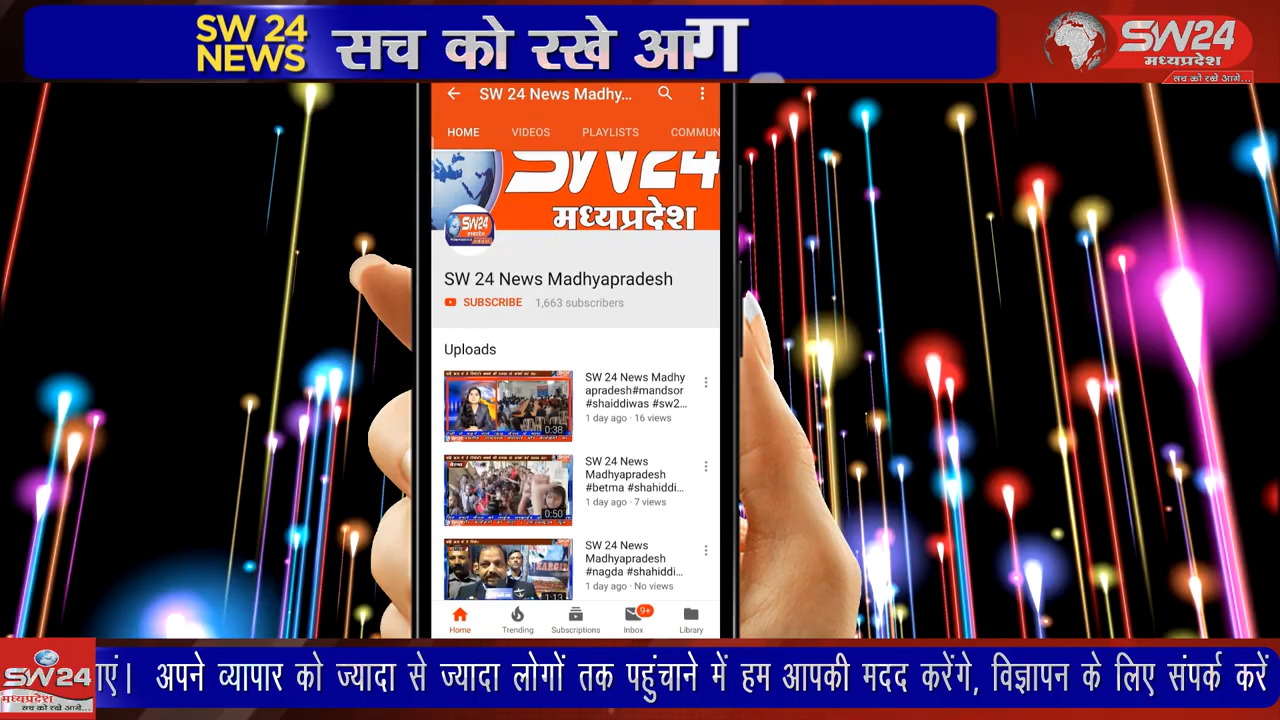 SW 24
NEWS
सच को रखे आग
SW24
मध्यप्रदेश
सच को रखे आगे...
SW 24 News Madhy...
HOME VIDEOS PLAYLISTS COMMUN
SW24
मध्यप्रदेश
SW24
SW 24 News Madhyapradesh
SUBSCRIBE 1,663 subscribers
Uploads
SW 24 News Madhy
apradesh#mandsor
#shaiddiwas #sw2...
1 day ago · 16 views
0:38
SW 24 News
Madhyapradesh
#betma #shahiddi...
1 day ago · 7 views
0:50
SW 24 News
Madhyapradesh
#nagda #shahiddi...
1 day ago · No views
1:13
9+
Home Trending Subscriptions Inbox Library
SW24
मध्यप्रदेश
सच को रखे आगे...
एं। अपने व्यापार को ज्यादा से ज्यादा लोगों तक पहुंचाने में हम आपकी मदद करेंगे, विज्ञापन के लिए संपर्क करें